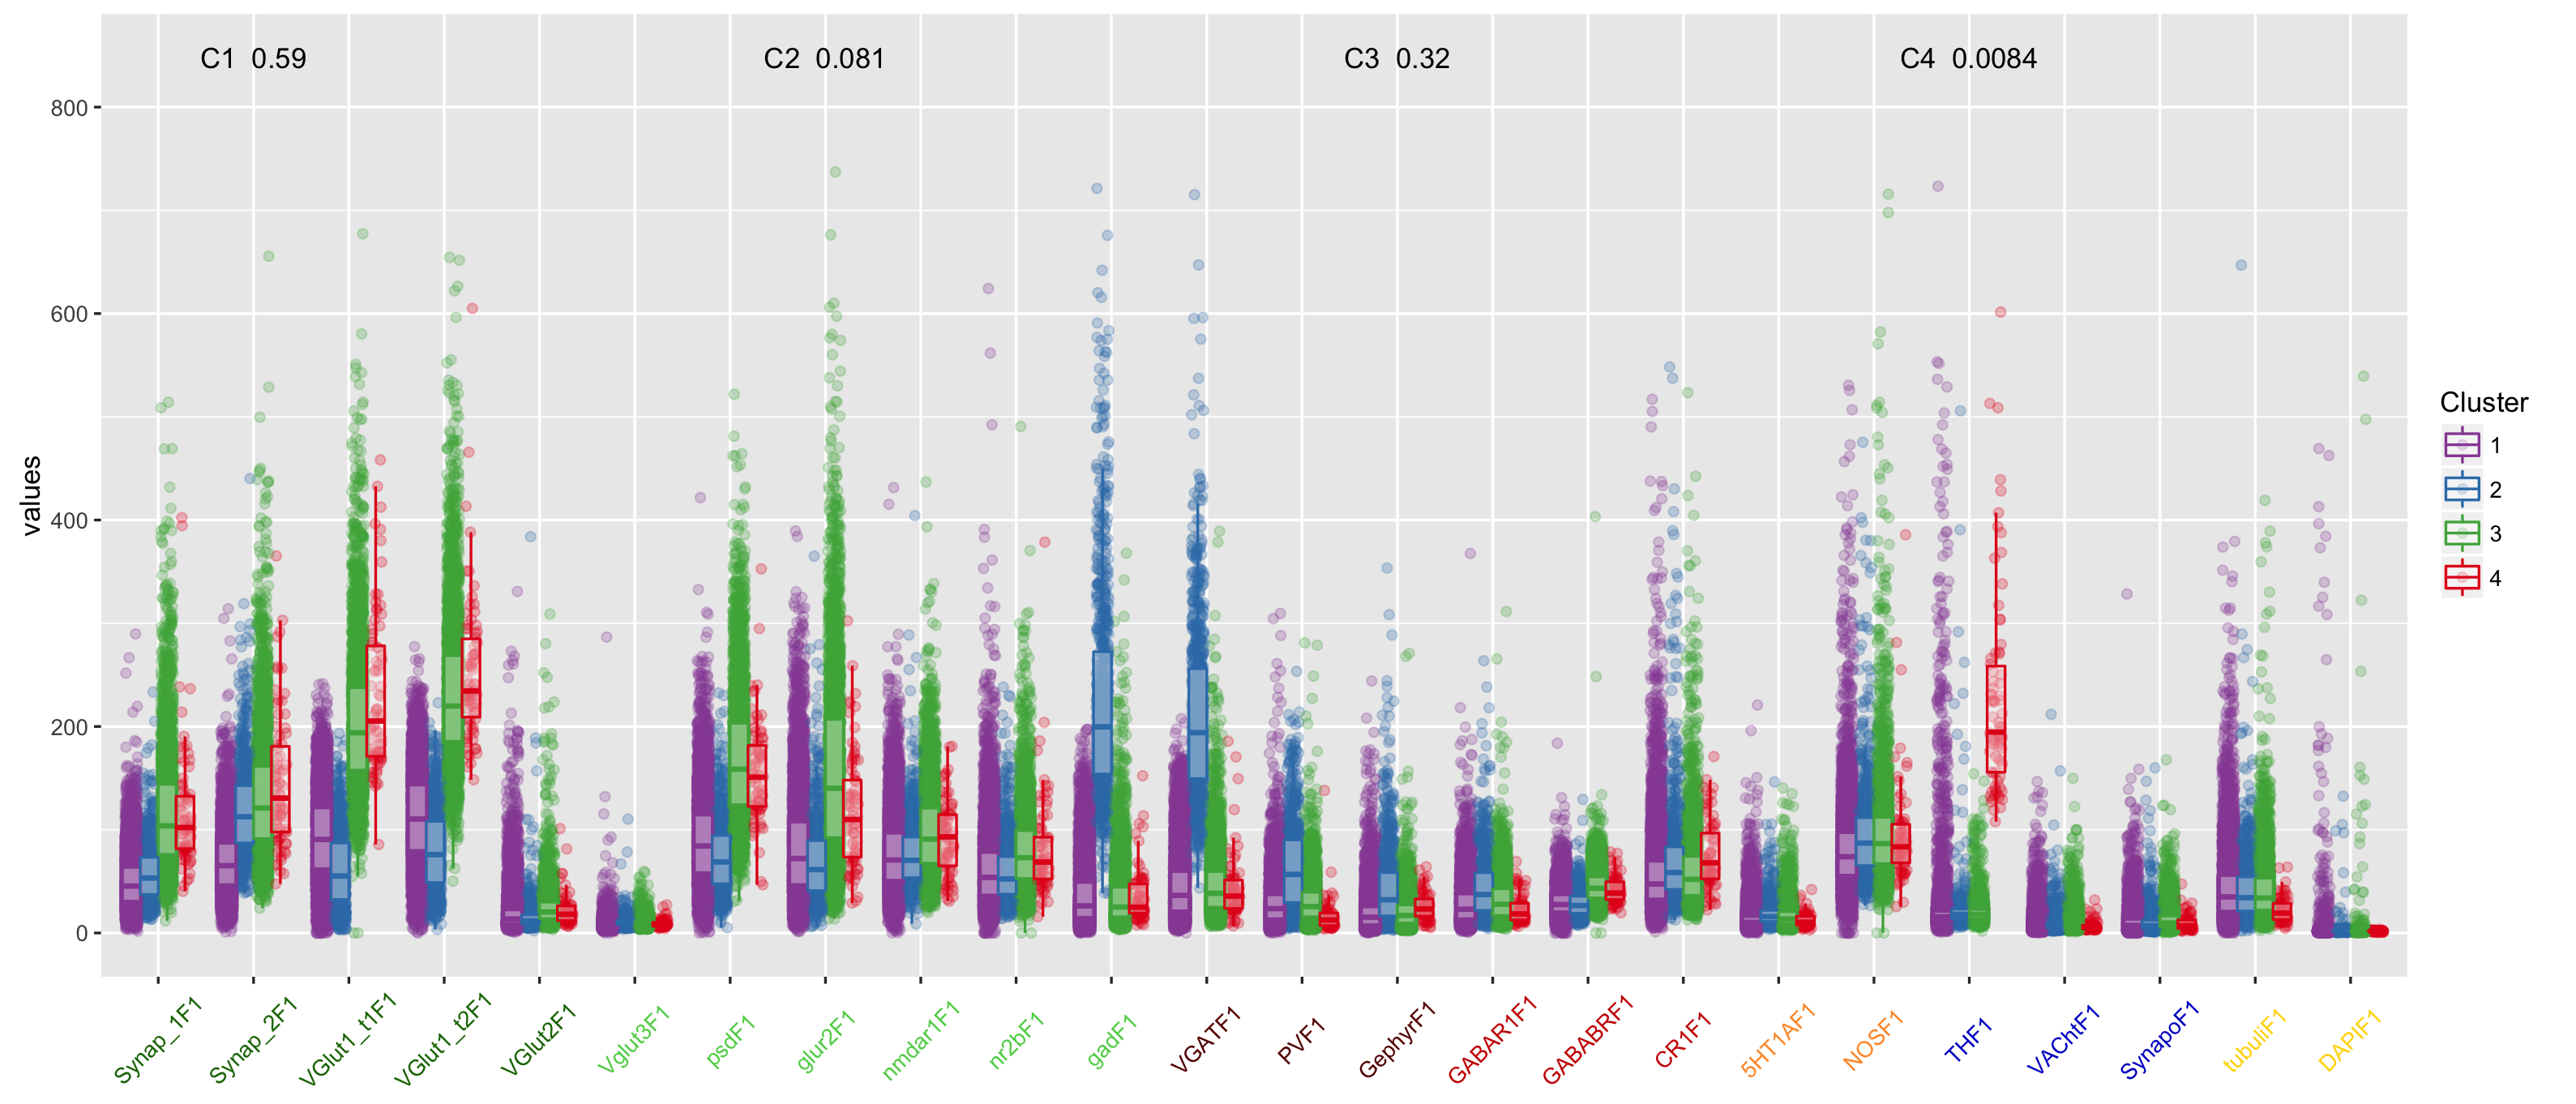 C1 0.59
C2 0.081
C3 0.32
C4 0.0084
800
600
400
200
0
values
Synap_1F1
Synap_2F1
VGlut1_t1F1
VGlut1_t2F1
VGlut2F1
Vglut3F1
psdF1
glur2F1
nmdar1F1
nr2bF1
gadF1
VGATF1
PVF1
GephyrF1
GABAR1F1
GABABRF1
CR1F1
5HT1AF1
NOSF1
THF1
VAChtF1
SynapoF1
tubuliF1
DAPIF1
Cluster
1
2
3
4